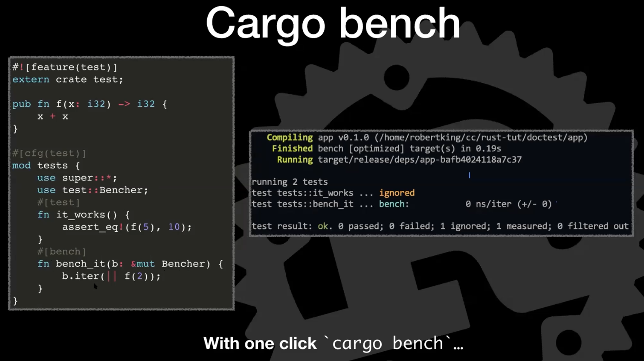 Cargo bench
#![feature(test)]
extern crate test;
pub fn f(x: i32) -> i32 {
    x + x
}
#[cfg(test)]
mod tests {
    use super::*;
    use test::Bencher;
    #[test]
    fn it_works() {
        assert_eq!(f(5), 10);
    }
    #[bench]
    fn bench_it(b: &mut Bencher) {
        b.iter(|| f(2));
    }
}
Compiling app v0.1.0 (/home/robertking/cc/rust-tut/doctest/app)
Finished bench [optimized] target(s) in 0.19s
Running target/release/deps/app-bafb4024118a7c37
running 2 tests
test tests::it_works ... ignored
test tests::bench_it ... bench:           0 ns/iter (+/- 0)
test result: ok. 0 passed; 0 failed; 1 ignored; 1 measured; 0 filtered out
With one click `cargo bench`…